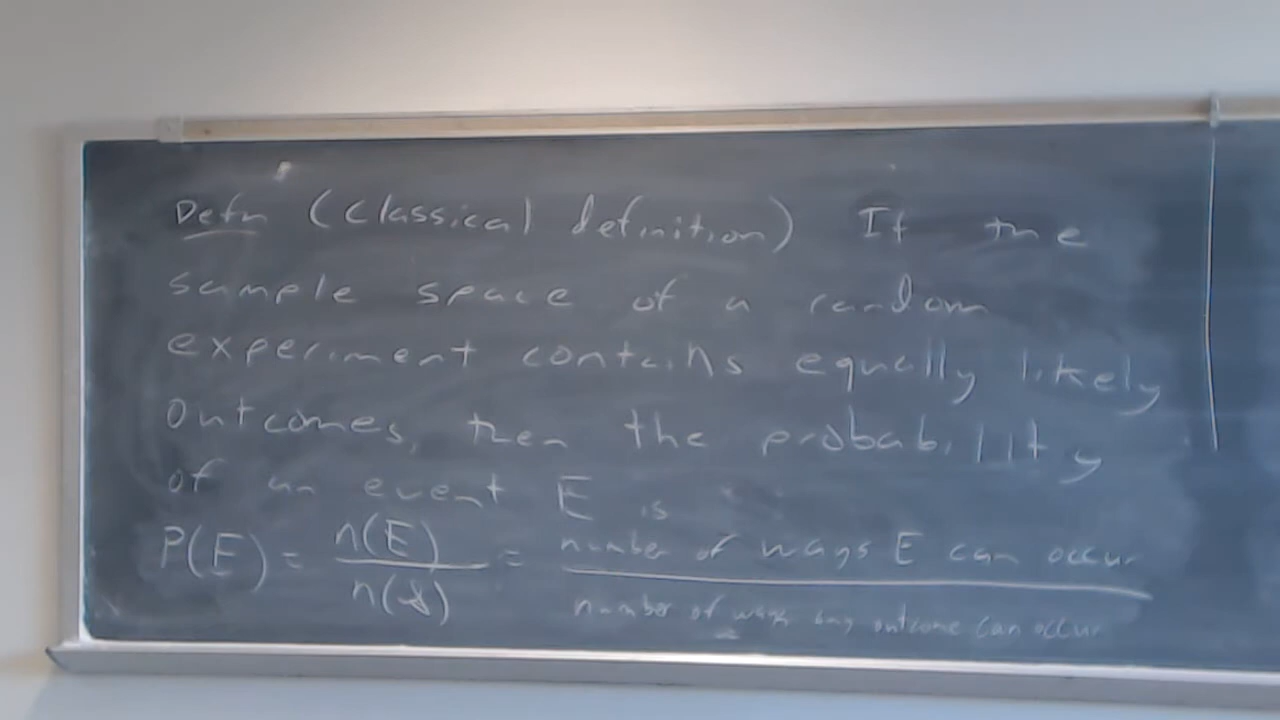 Defn (classical definition) If the
sample space of a random
experiment contains equally likely
outcomes, then the probability
of an event E is
P(E) = n(E) / n(S) = number of ways E can occur / number of ways any outcome can occur